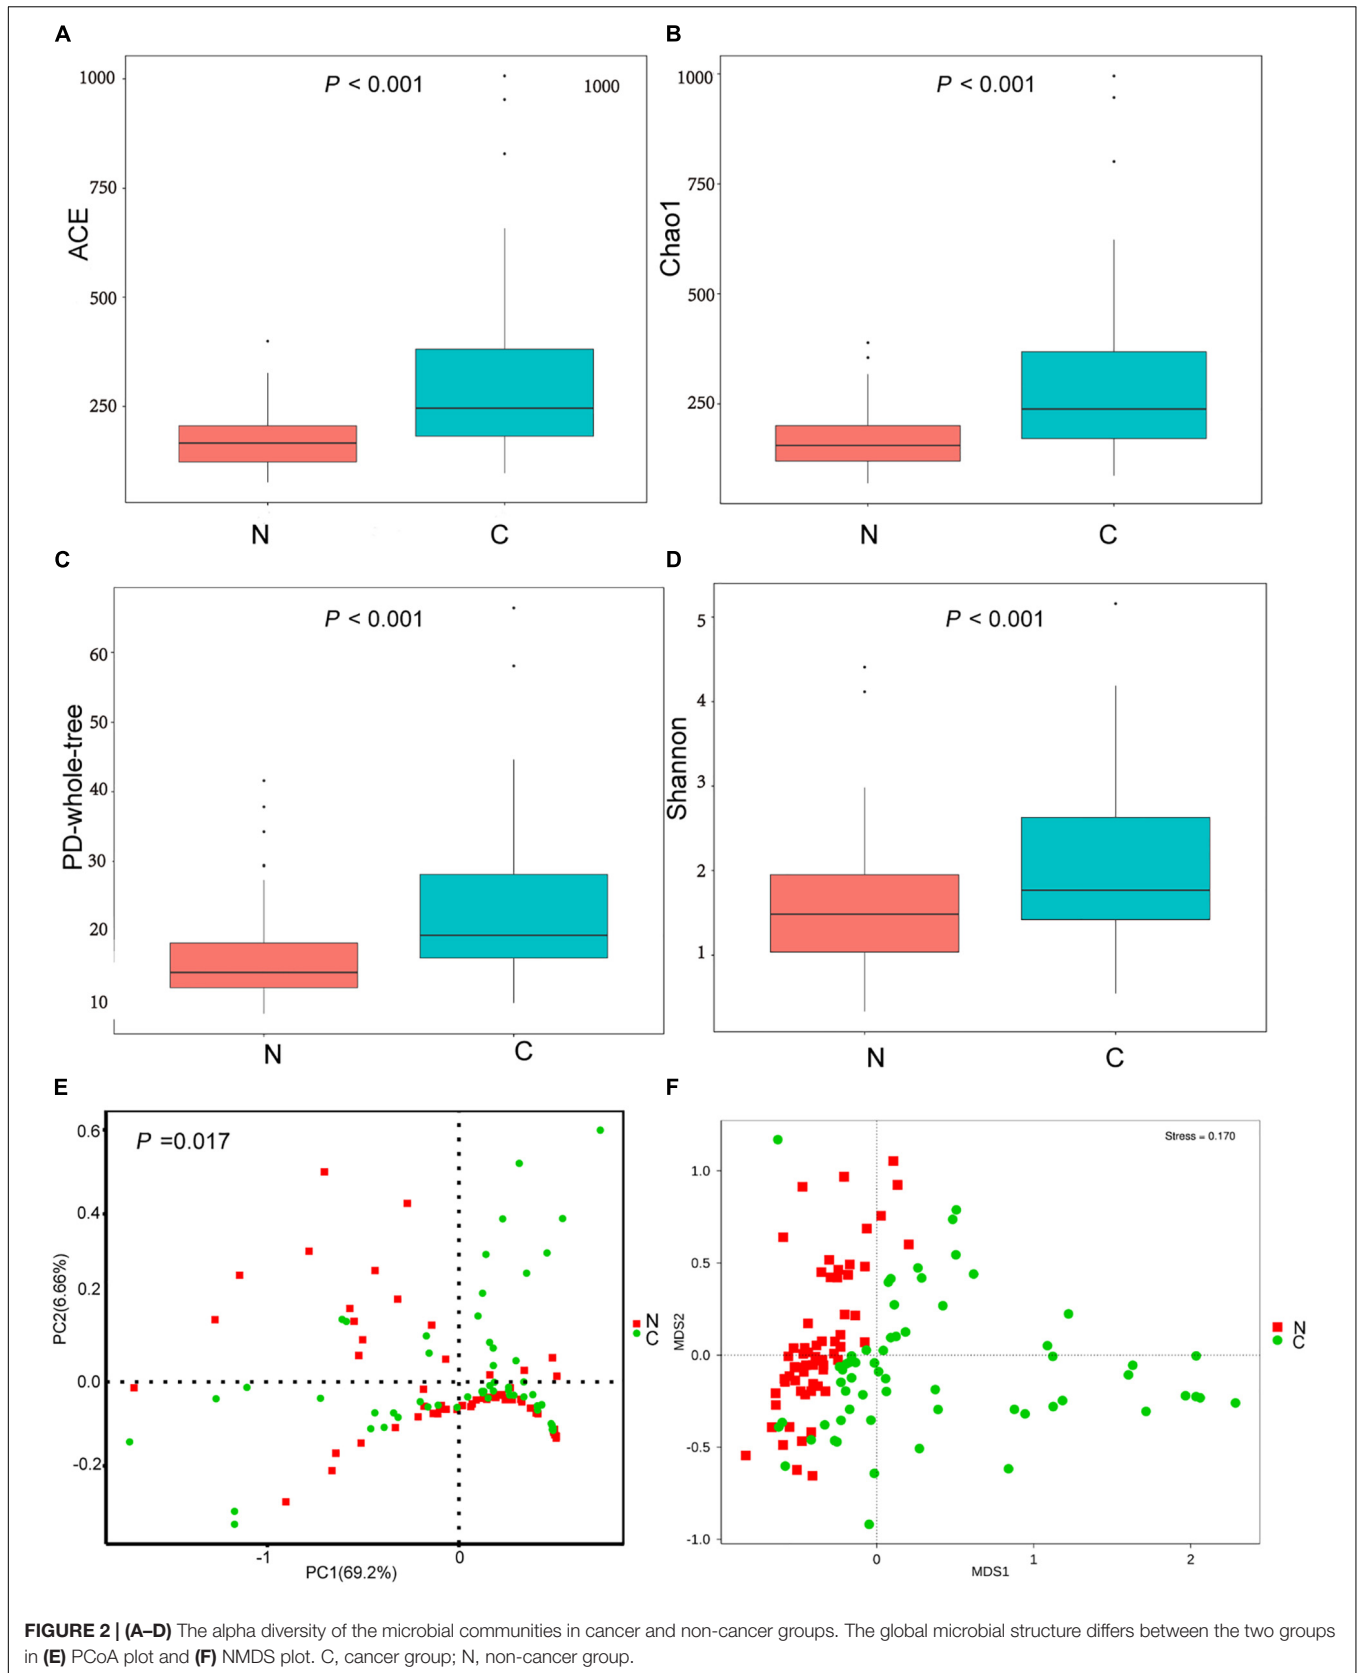 A
B
P < 0.001
1000
P < 0.001
1000
750
500
250
ACE
N
C
1000
750
500
250
Chao1
N
C
C
D
P < 0.001
P < 0.001
60
50
40
30
20
10
PD-whole-tree
N
C
5
4
3
2
1
Shannon
N
C
E
F
P =0.017
0.6
0.4
0.2
0.0
-0.2
PC2(6.66%)
-1
0
PC1(69.2%)
N
C
Stress = 0.170
1.0
0.5
0.0
-0.5
-1.0
MDS2
0
1
2
MDS1
N
C
FIGURE 2 | (A–D) The alpha diversity of the microbial communities in cancer and non-cancer groups. The global microbial structure differs between the two groups
in (E) PCoA plot and (F) NMDS plot. C, cancer group; N, non-cancer group.